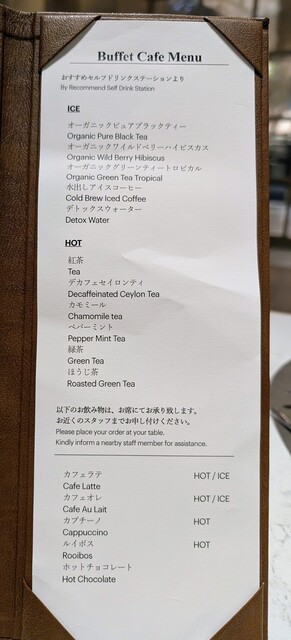 Buffet Cafe Menu
おすすめセルフドリンクステーションより
By Recommend Self Drink Station
ICE
オーガニックピュアブラックティー
Organic Pure Black Tea
オーガニックワイルドベリーハイビスカス
Organic Wild Berry Hibiscus
オーガニックグリーンティートロピカル
Organic Green Tea Tropical
水出しアイスコーヒー
Cold Brew Iced Coffee
デトックスウォーター
Detox Water
HOT
紅茶
Tea
デカフェセイロンティ
Decaffeinated Ceylon Tea
カモミール
Chamomile tea
ペパーミント
Pepper Mint Tea
緑茶
Green Tea
ほうじ茶
Roasted Green Tea
以下のお飲み物は、お席にてお承り致します。
お近くのスタッフまでお申し付けください。
Please place your order at your table.
Kindly inform a nearby staff member for assistance.
カフェラテ HOT / ICE
Cafe Latte
カフェオレ HOT / ICE
Cafe Au Lait
カプチーノ HOT
Cappuccino
ルイボス HOT
Rooibos
ホットチョコレート
Hot Chocolate